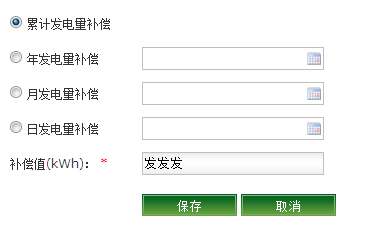 累计发电量补偿
年发电量补偿
月发电量补偿
日发电量补偿
补偿值(kWh): * 发发发
保存 取消